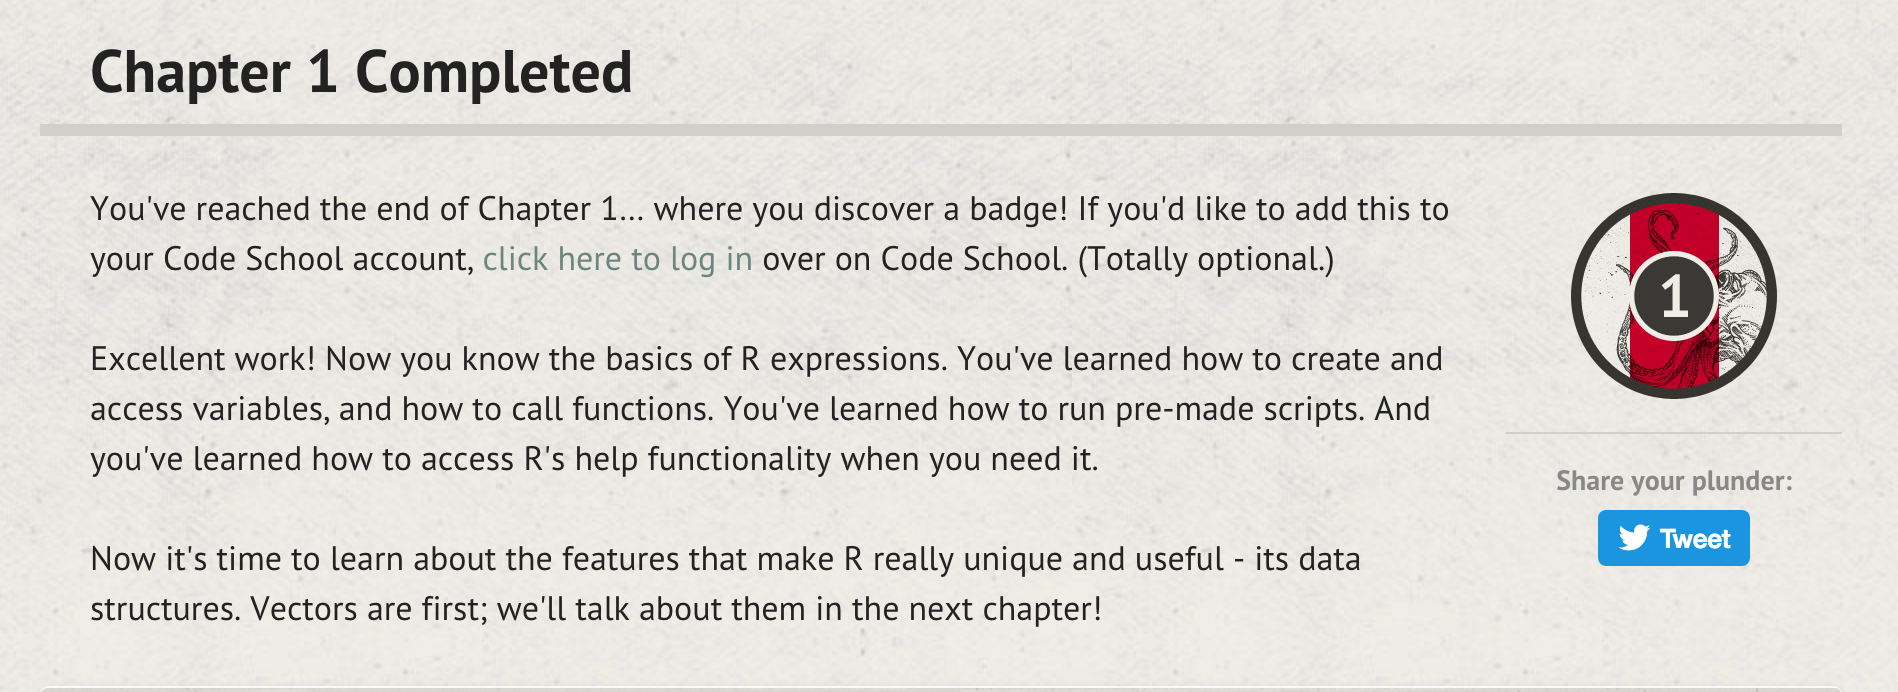 Chapter 1 Completed
You've reached the end of Chapter 1... where you discover a badge! If you'd like to add this to
your Code School account, click here to log in over on Code School. (Totally optional.)
Excellent work! Now you know the basics of R expressions. You've learned how to create and
access variables, and how to call functions. You've learned how to run pre-made scripts. And
you've learned how to access R's help functionality when you need it.
Now it's time to learn about the features that make R really unique and useful - its data
structures. Vectors are first; we'll talk about them in the next chapter!
1
Share your plunder:
Tweet